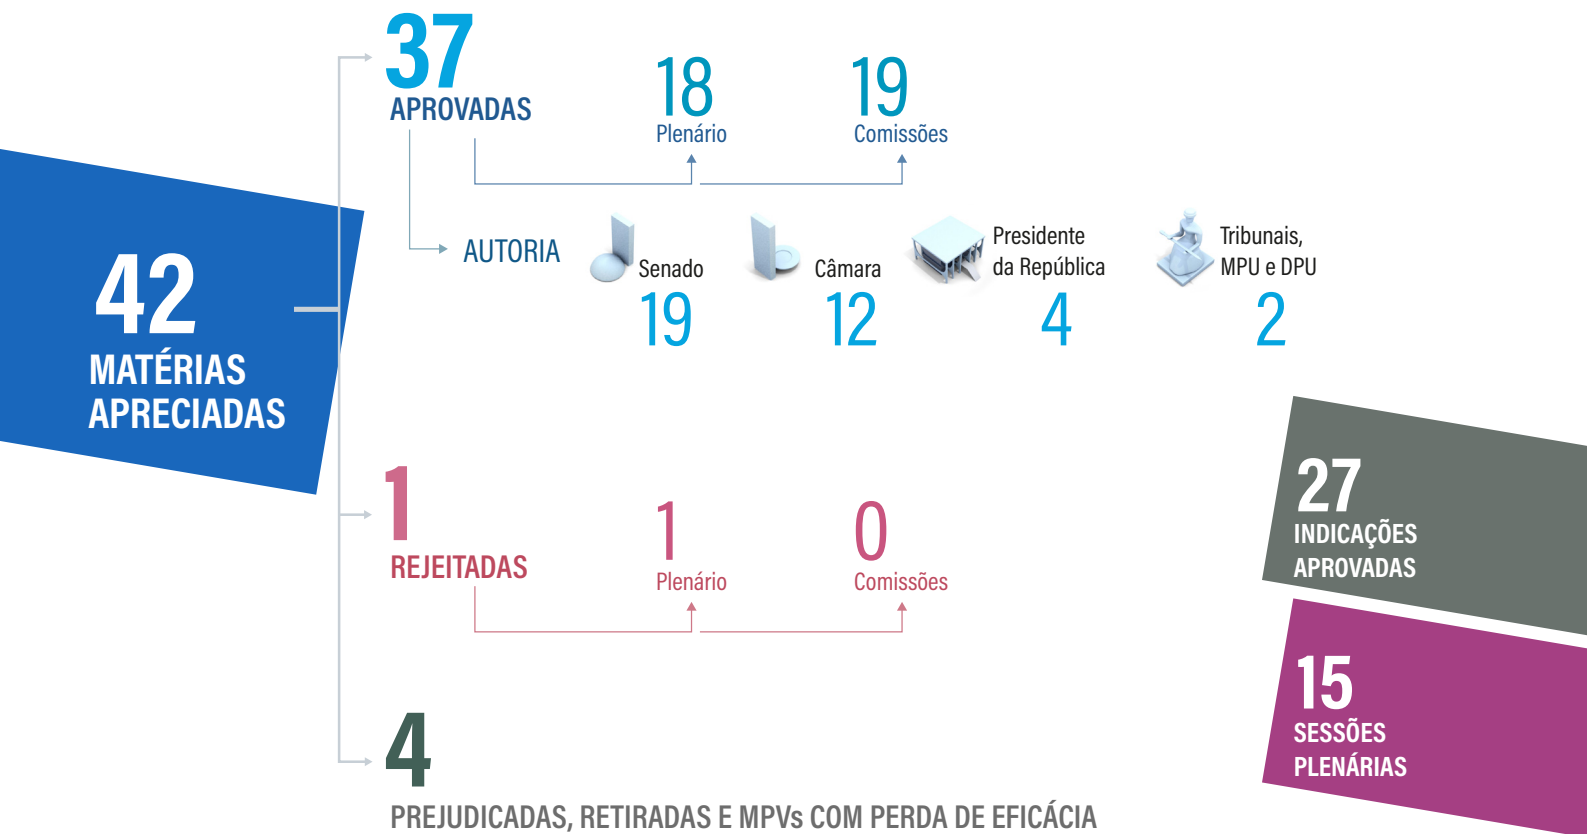 42
MATÉRIAS
APRECIADAS
37
APROVADAS
18
Plenário
19
Comissões
AUTORIA
Senado
19
Câmara
12
Presidente
da República
4
Tribunais,
MPU e DPU
2
1
REJEITADAS
1
Plenário
0
Comissões
4
PREJUDICADAS, RETIRADAS E MPVs COM PERDA DE EFICÁCIA
27
INDICAÇÕES
APROVADAS
15
SESSÕES
PLENÁRIAS